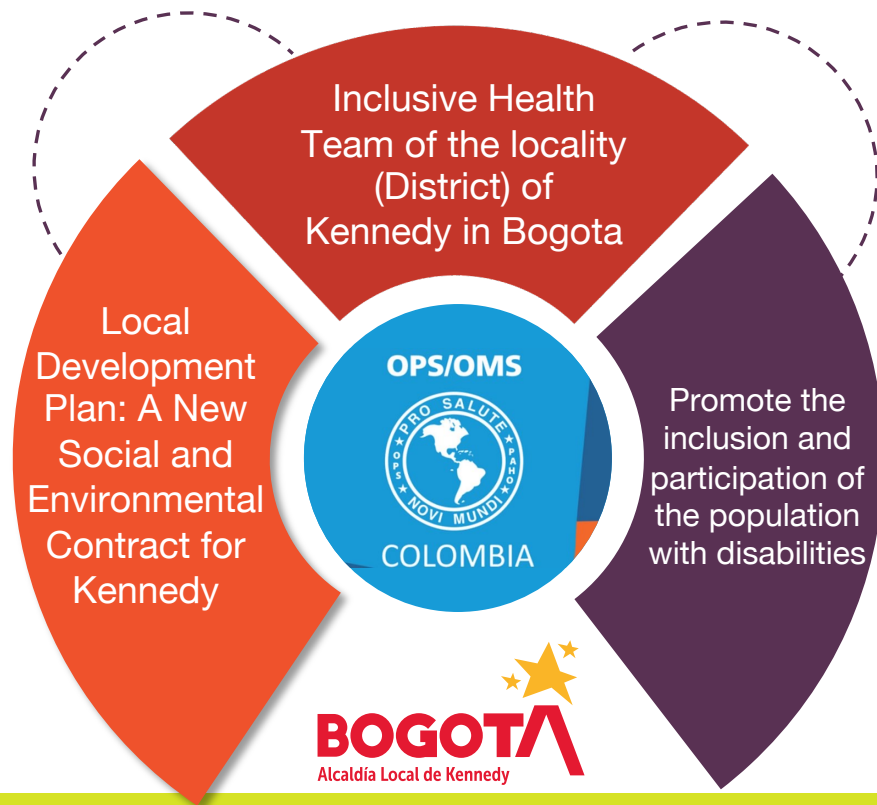 Inclusive Health
Team of the locality
(District) of
Kennedy in Bogota
Local
Development
Plan: A New
Social and
Environmental
Contract for
Kennedy
OPS/OMS
PRO SALUTE
OPS
PAHO
NOVI MUNDI
COLOMBIA
Promote the
inclusion and
participation of
the population
with disabilities
BOGOTA
Alcaldía Local de Kennedy